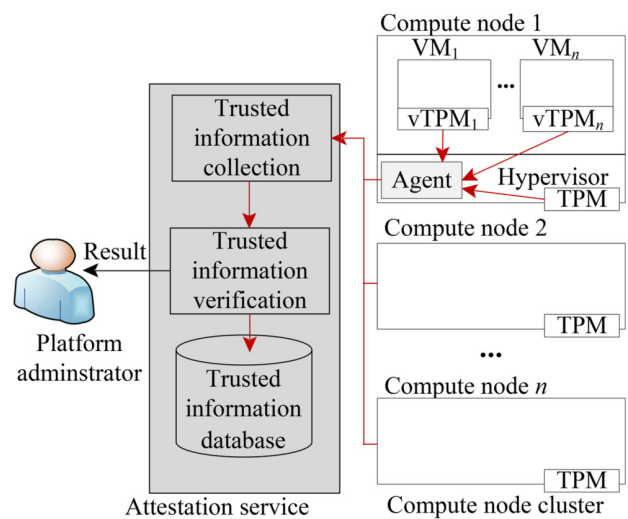 Compute node 1
VM1
VMn
...
vTPM1
vTPMn
Agent
Hypervisor
TPM
Compute node 2
TPM
...
Compute node n
TPM
Compute node cluster
Trusted
information
collection
Trusted
information
verification
Trusted
information
database
Attestation service
Result
Platform
adminstrator